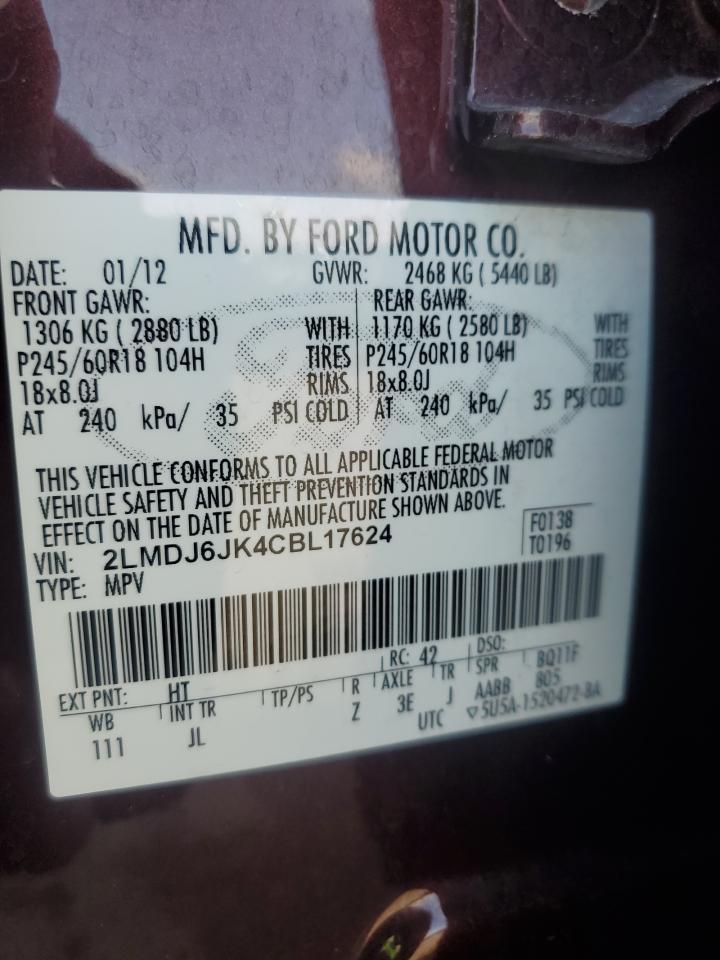 MFD. BY FORD MOTOR CO.
DATE: 01/12 GVWR: 2468 KG ( 5440 LB)
FRONT GAWR: REAR GAWR:
1306 KG ( 2880 LB) WITH 1170 KG ( 2580 LB) WITH
P245/60R18 104H TIRES P245/60R18 104H TIRES
18x8.0J RIMS 18x8.0J RIMS
AT 240 kPa/ 35 PSI COLD AT 240 kPa/ 35 PSI COLD
THIS VEHICLE CONFORMS TO ALL APPLICABLE FEDERAL MOTOR
VEHICLE SAFETY AND THEFT PREVENTION STANDARDS IN
EFFECT ON THE DATE OF MANUFACTURE SHOWN ABOVE.
VIN: 2LMDJ6JK4CBL17624 F0138
TYPE: MPV T0196
EXT PNT: HT RC: 42 DSO:
WB INT TR TP/PS R AXLE TR SPR BQ11F
111 JL Z 3E J AABB 805
UTC ▽5U5A-1520472-BA